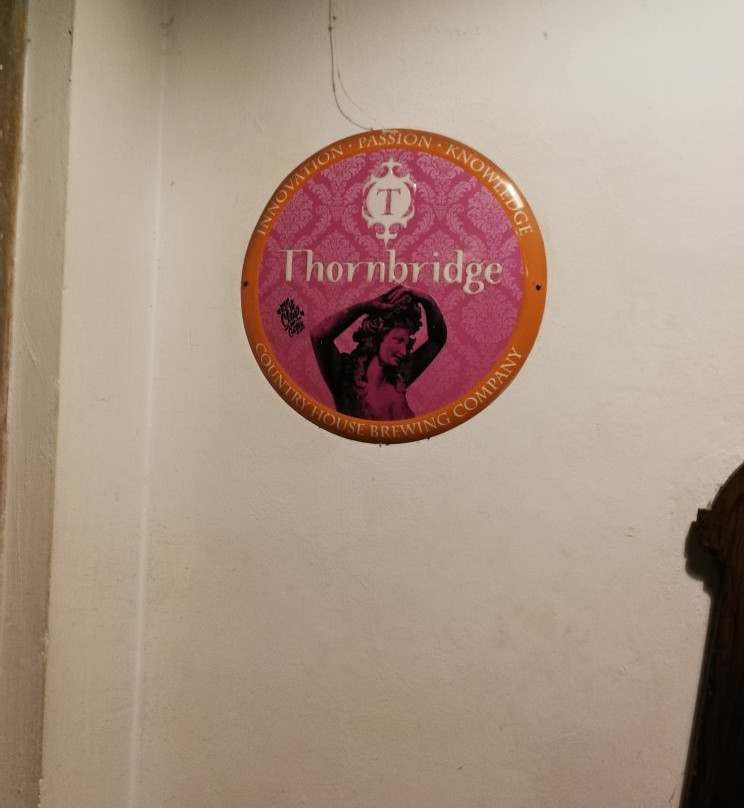 INNOVATION · PASSION · KNOWLEDGE
T
Thornbridge
COUNTRY HOUSE BREWING COMPANY